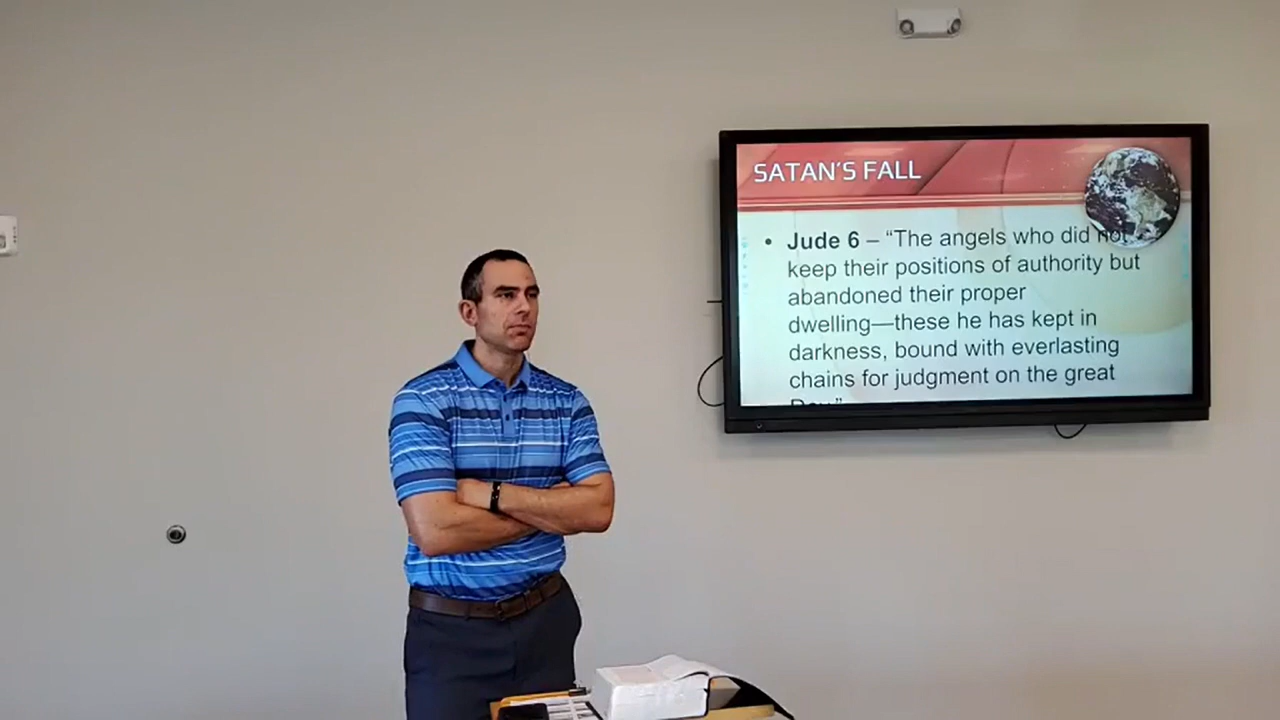 SATAN'S FALL
• Jude 6 – “The angels who did not
keep their positions of authority but
abandoned their proper
dwelling—these he has kept in
darkness, bound with everlasting
chains for judgment on the great
Day.”